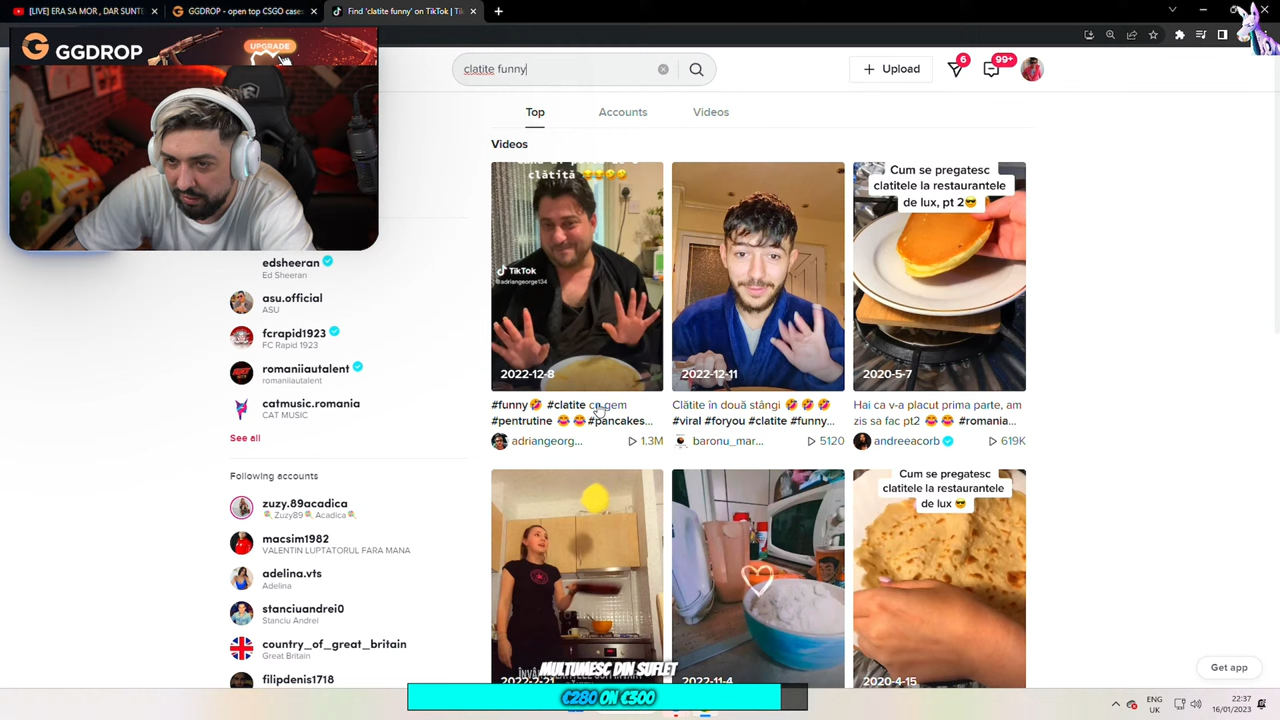 [LIVE] ERA SA MOR , DAR SUNTE
GGDROP - open top CSGO cases
Find 'clatite funny' on TikTok | Tik
GGDROP
UPGRADE
clatite funny
Upload
6
99+
Top
Accounts
Videos
Videos
clătită 😂😂🤣🤣
TikTok
@adriangeorge134
2022-12-8
2022-12-11
Cum se pregatesc
clatitele la restaurantele
de lux, pt 2😎
2020-5-7
#funny🤣 #clatite
#pentrutine 😂 😂#pancakes...
adriangeorg...
1.3M
Clătite în două stângi 🤣 🤣 🤣
#viral #foryou #clatite #funny...
baronu_mar...
5120
Hai ca v-a placut prima parte, am
zis sa fac pt2 😂 😂 #romania...
andreeacorb
619K
edsheeran
Ed Sheeran
asu.official
ASU
fcrapid1923
FC Rapid 1923
romaniiautalent
romaniiautalent
catmusic.romania
CAT MUSIC
See all
Following accounts
zuzy.89acadica
Zuzy89 Acadica
macsim1982
VALENTIN LUPTATORUL FARA MANA
adelina.vts
Adelina
stanciuandrei0
Stanciu Andrei
country_of_great_britain
Great Britain
filipdenis1718
2022-11-4
Cum se pregatesc
clatitele la restaurantele
de lux 😎
2020-4-15
MULTUMESC DIN SUFLET
€280 ON €300
Get app
ENG
UK
22:37
16/01/2023